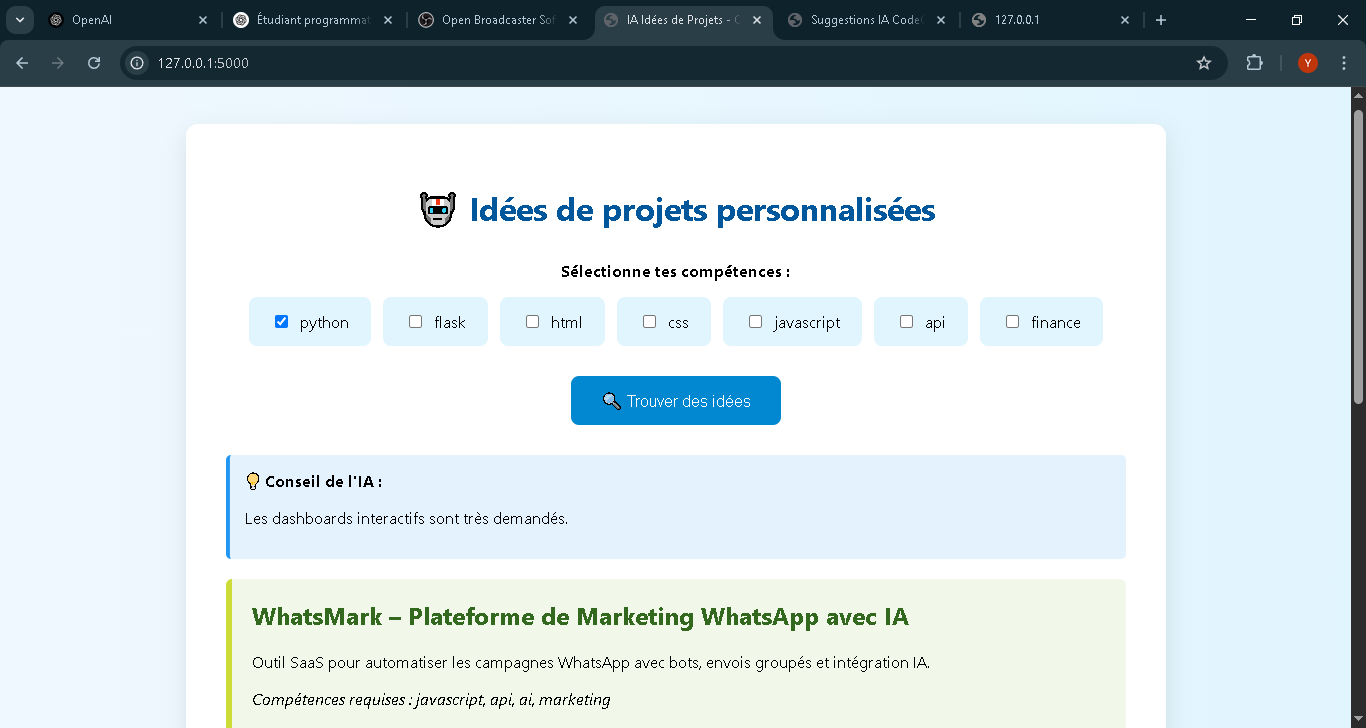 OpenAI
Étudiant programmat
Open Broadcaster Sof
IA Idées de Projets - C
Suggestions IA Code
127.0.0.1
127.0.0.1:5000
Y
Idées de projets personnalisées
Sélectionne tes compétences :
python flask html css javascript api finance
Trouver des idées
Conseil de l'IA :
Les dashboards interactifs sont très demandés.
WhatsMark – Plateforme de Marketing WhatsApp avec IA
Outil SaaS pour automatiser les campagnes WhatsApp avec bots, envois groupés et intégration IA.
Compétences requises : javascript, api, ai, marketing